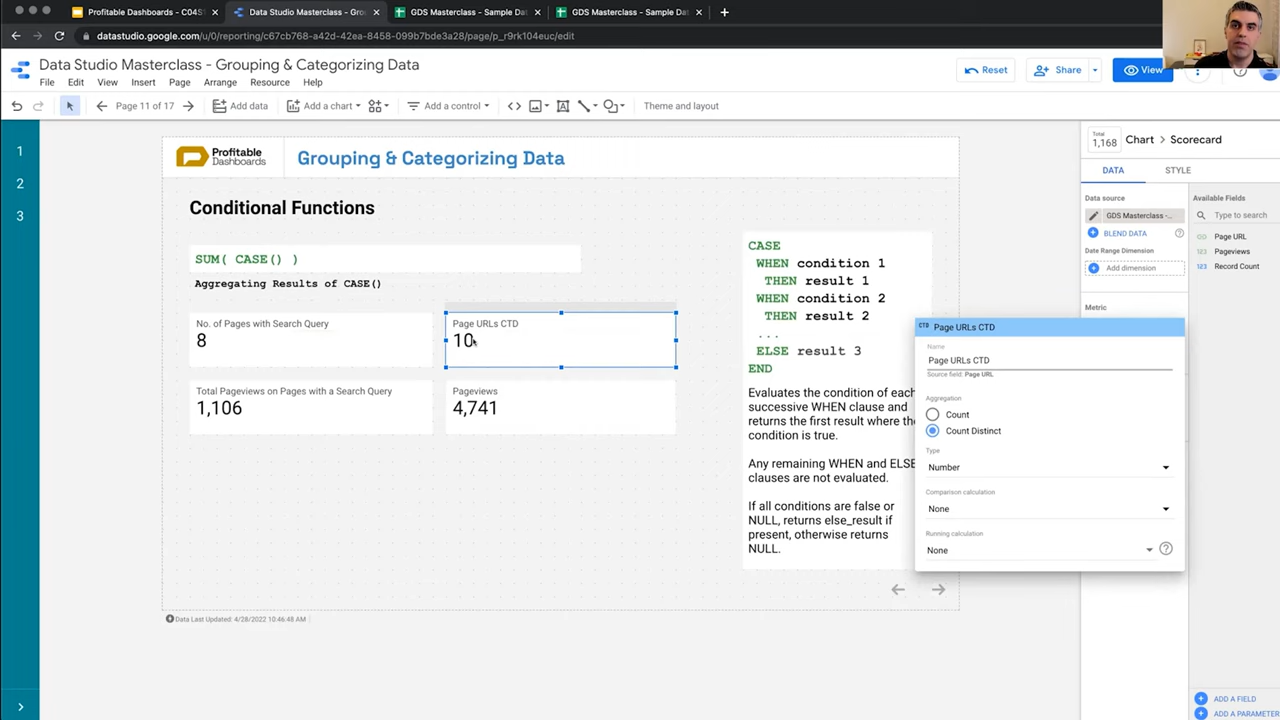 Profitable Dashboards - C04S
Data Studio Masterclass - Gro
GDS Masterclass - Sample Dat
GDS Masterclass - Sample Dat
datastudio.google.com/u/0/reporting/c67cb768-a42d-42ea-8458-099b7bde3a28/page/p_r9rk104euc/edit
Data Studio Masterclass - Grouping & Categorizing Data
File Edit View Insert Page Arrange Resource Help
Reset
Share
View
Page 11 of 17
Add data
Add a chart
Add a control
Theme and layout
1
2
3
Profitable Dashboards
Grouping & Categorizing Data
Conditional Functions
SUM( CASE() )
Aggregating Results of CASE()
No. of Pages with Search Query
8
Page URLs CTD
10
Total Pageviews on Pages with a Search Query
1,106
Pageviews
4,741
CASE
WHEN condition 1
THEN result 1
WHEN condition 2
THEN result 2
...
ELSE result 3
END
Evaluates the condition of each
successive WHEN clause and
returns the first result where the
condition is true.
Any remaining WHEN and ELSE
clauses are not evaluated.
If all conditions are false or
NULL, returns else_result if
present, otherwise returns
NULL.
Data Last Updated: 4/28/2022 10:46:48 AM
Total
1,168
Chart > Scorecard
DATA
STYLE
Data source
GDS Masterclass -...
BLEND DATA
Date Range Dimension
Add dimension
Metric
Available Fields
Type to search
Page URL
123 Pageviews
123 Record Count
CTD Page URLs CTD
Name
Page URLs CTD
Source field: Page URL
Aggregation
Count
Count Distinct
Type
Number
Comparison calculation
None
Running calculation
None
ADD A FIELD
ADD A PARAMETER